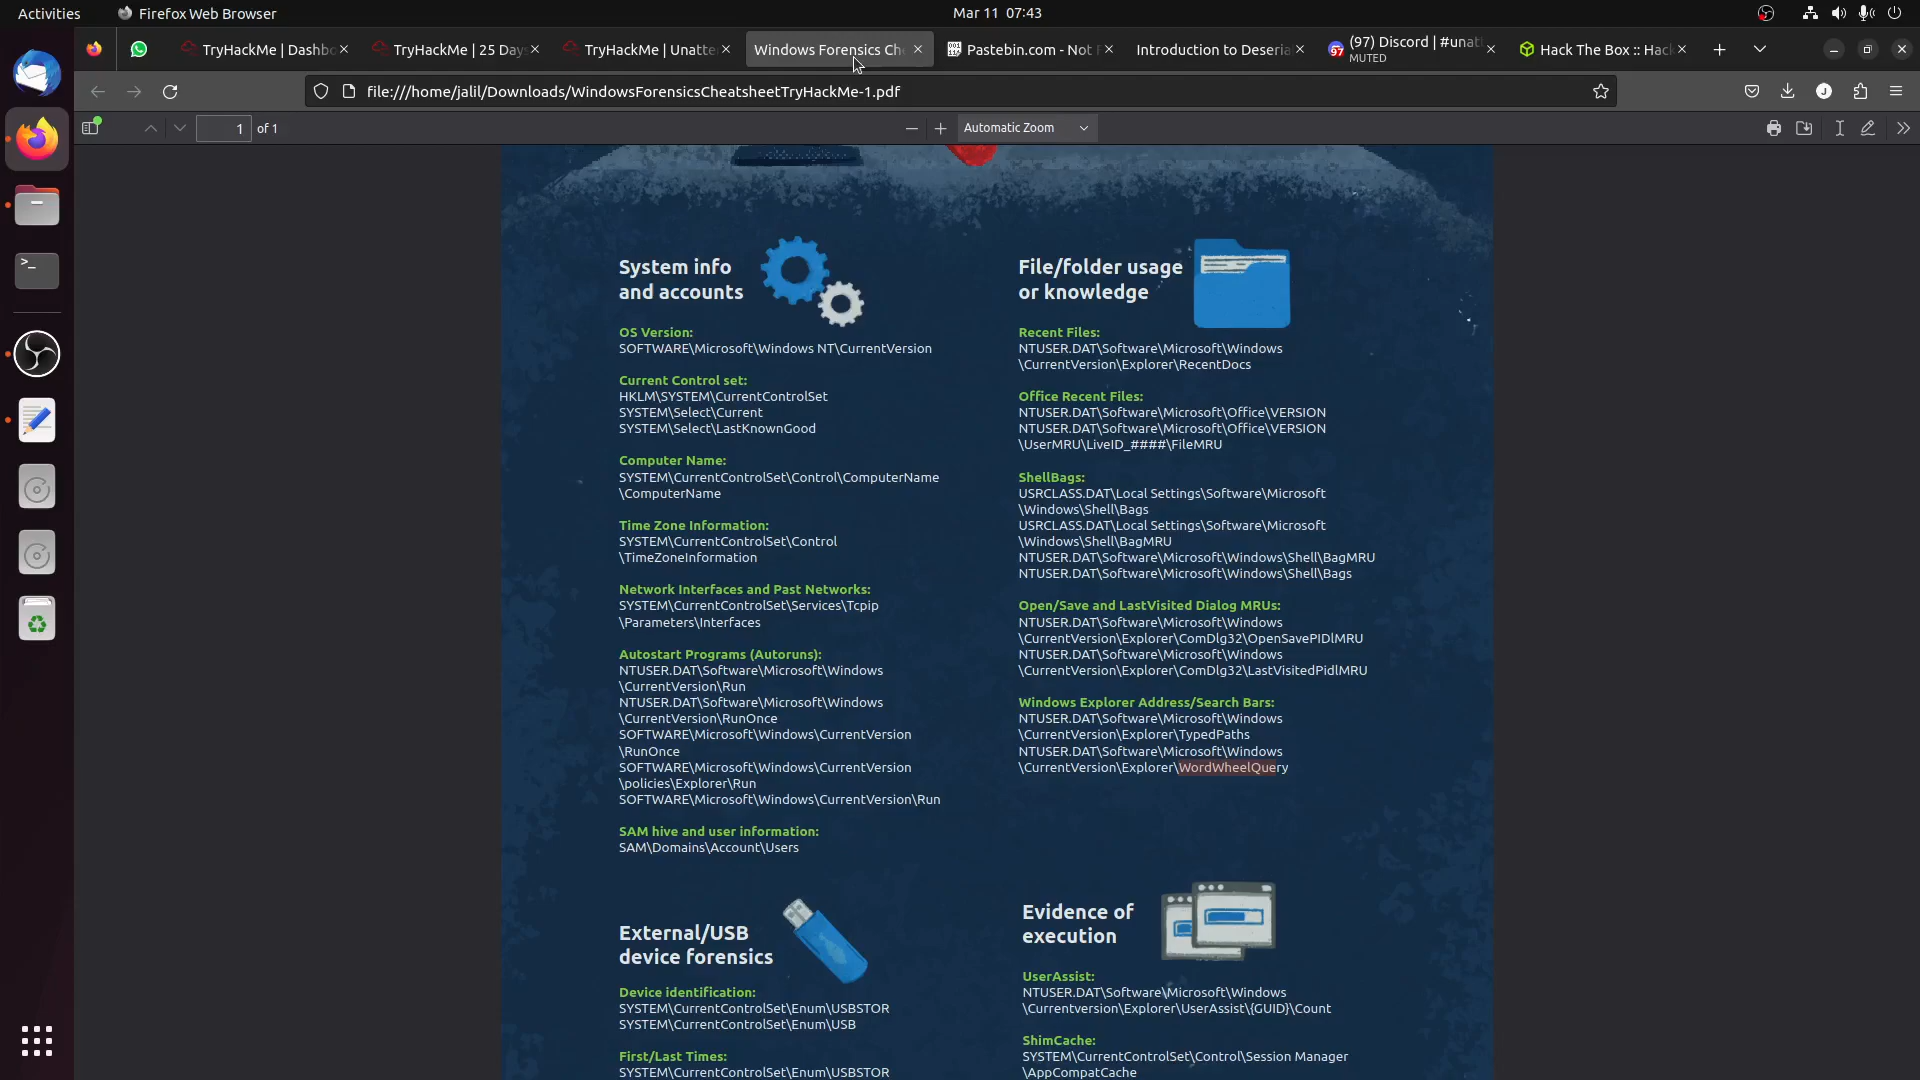 Activities
Firefox Web Browser
Mar 11 07:43
TryHackMe | Dashbo
TryHackMe | 25 Days
TryHackMe | Unatte
Windows Forensics Ch
Pastebin.com - Not F
Introduction to Deseria
(97) Discord | #unat
MUTED
Hack The Box :: Hack
file:///home/jalil/Downloads/WindowsForensicsCheatsheetTryHackMe-1.pdf
J
1
of 1
Automatic Zoom
System info
and accounts
OS Version:
SOFTWARE\Microsoft\Windows NT\CurrentVersion
Current Control set:
HKLM\SYSTEM\CurrentControlSet
SYSTEM\Select\Current
SYSTEM\Select\LastKnownGood
Computer Name:
SYSTEM\CurrentControlSet\Control\ComputerName
\ComputerName
Time Zone Information:
SYSTEM\CurrentControlSet\Control
\TimeZoneInformation
Network Interfaces and Past Networks:
SYSTEM\CurrentControlSet\Services\Tcpip
\Parameters\Interfaces
Autostart Programs (Autoruns):
NTUSER.DAT\Software\Microsoft\Windows
\CurrentVersion\Run
NTUSER.DAT\Software\Microsoft\Windows
\CurrentVersion\RunOnce
SOFTWARE\Microsoft\Windows\CurrentVersion
\RunOnce
SOFTWARE\Microsoft\Windows\CurrentVersion
\policies\Explorer\Run
SOFTWARE\Microsoft\Windows\CurrentVersion\Run
SAM hive and user information:
SAM\Domains\Account\Users
File/folder usage
or knowledge
Recent Files:
NTUSER.DAT\Software\Microsoft\Windows
\CurrentVersion\Explorer\RecentDocs
Office Recent Files:
NTUSER.DAT\Software\Microsoft\Office\VERSION
NTUSER.DAT\Software\Microsoft\Office\VERSION
\UserMRU\LiveID_####\FileMRU
ShellBags:
USRCLASS.DAT\Local Settings\Software\Microsoft
\Windows\Shell\Bags
USRCLASS.DAT\Local Settings\Software\Microsoft
\Windows\Shell\BagMRU
NTUSER.DAT\Software\Microsoft\Windows\Shell\BagMRU
NTUSER.DAT\Software\Microsoft\Windows\Shell\Bags
Open/Save and LastVisited Dialog MRUs:
NTUSER.DAT\Software\Microsoft\Windows
\CurrentVersion\Explorer\ComDlg32\OpenSavePIDlMRU
NTUSER.DAT\Software\Microsoft\Windows
\CurrentVersion\Explorer\ComDlg32\LastVisitedPidlMRU
Windows Explorer Address/Search Bars:
NTUSER.DAT\Software\Microsoft\Windows
\CurrentVersion\Explorer\TypedPaths
NTUSER.DAT\Software\Microsoft\Windows
\CurrentVersion\Explorer\WordWheelQuery
External/USB
device forensics
Device identification:
SYSTEM\CurrentControlSet\Enum\USBSTOR
SYSTEM\CurrentControlSet\Enum\USB
First/Last Times:
SYSTEM\CurrentControlSet\Enum\USBSTOR
Evidence of
execution
UserAssist:
NTUSER.DAT\Software\Microsoft\Windows
\Currentversion\Explorer\UserAssist\{GUID}\Count
ShimCache:
SYSTEM\CurrentControlSet\Control\Session Manager
\AppCompatCache